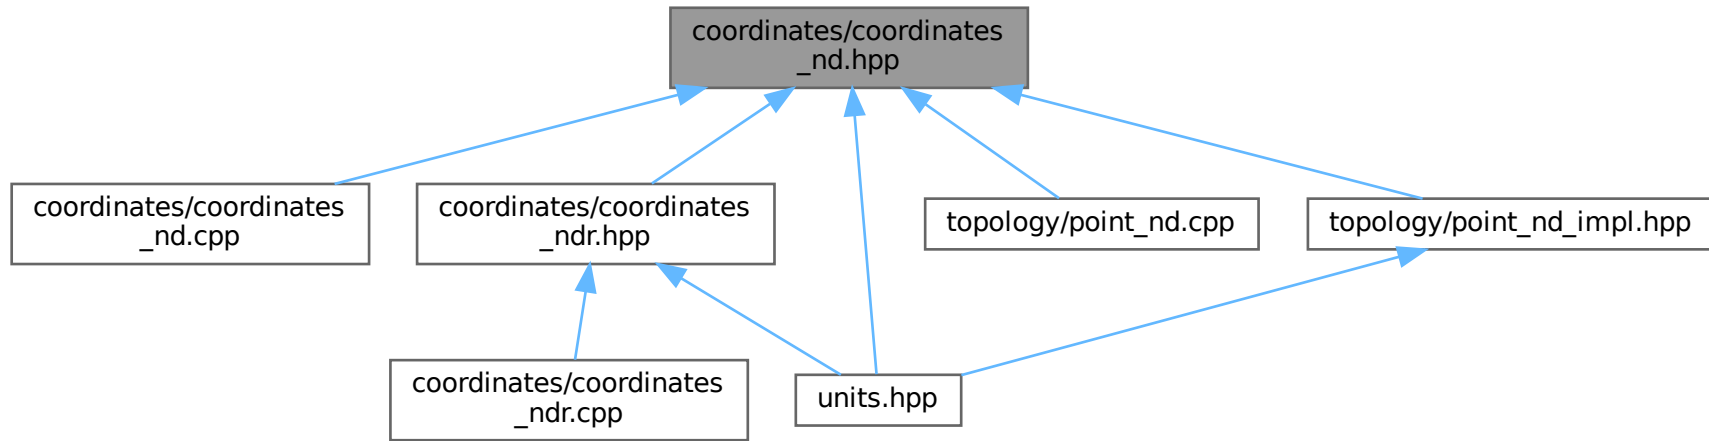 coordinates/coordinates
_nd.hpp
coordinates/coordinates
_nd.cpp
coordinates/coordinates
_ndr.hpp
topology/point_nd.cpp
topology/point_nd_impl.hpp
coordinates/coordinates
_ndr.cpp
units.hpp